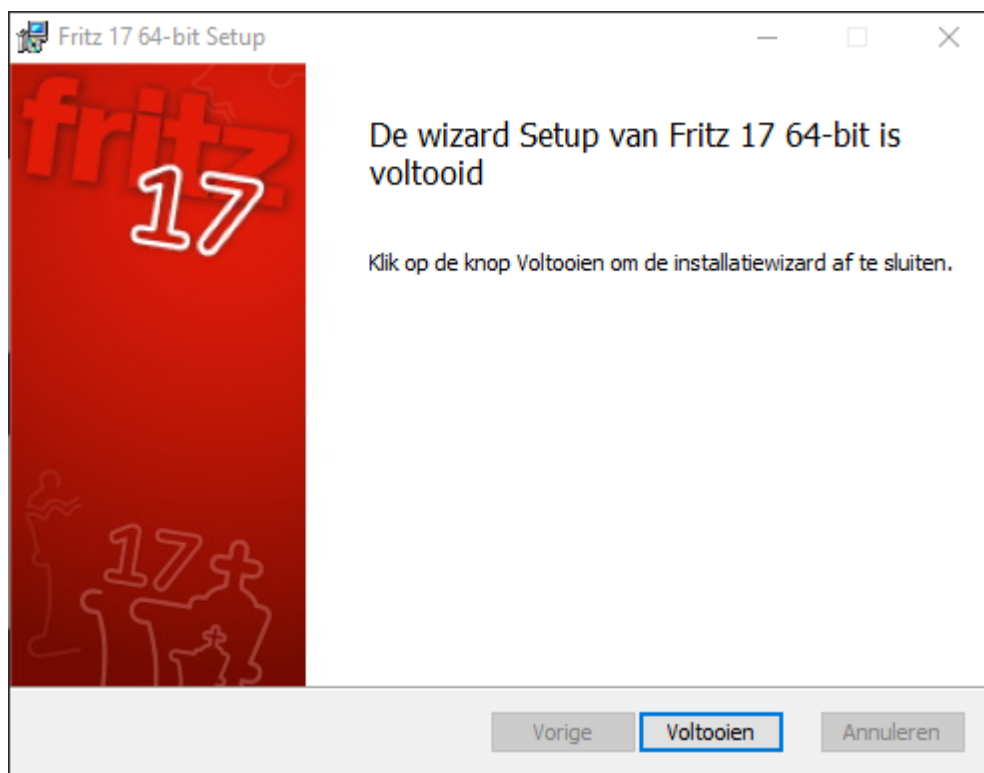 Fritz 17 64-bit Setup
fritz
17
De wizard Setup van Fritz 17 64-bit is
voltooid
Klik op de knop Voltooien om de installatiewizard af te sluiten.
17
Vorige
Voltooien
Annuleren